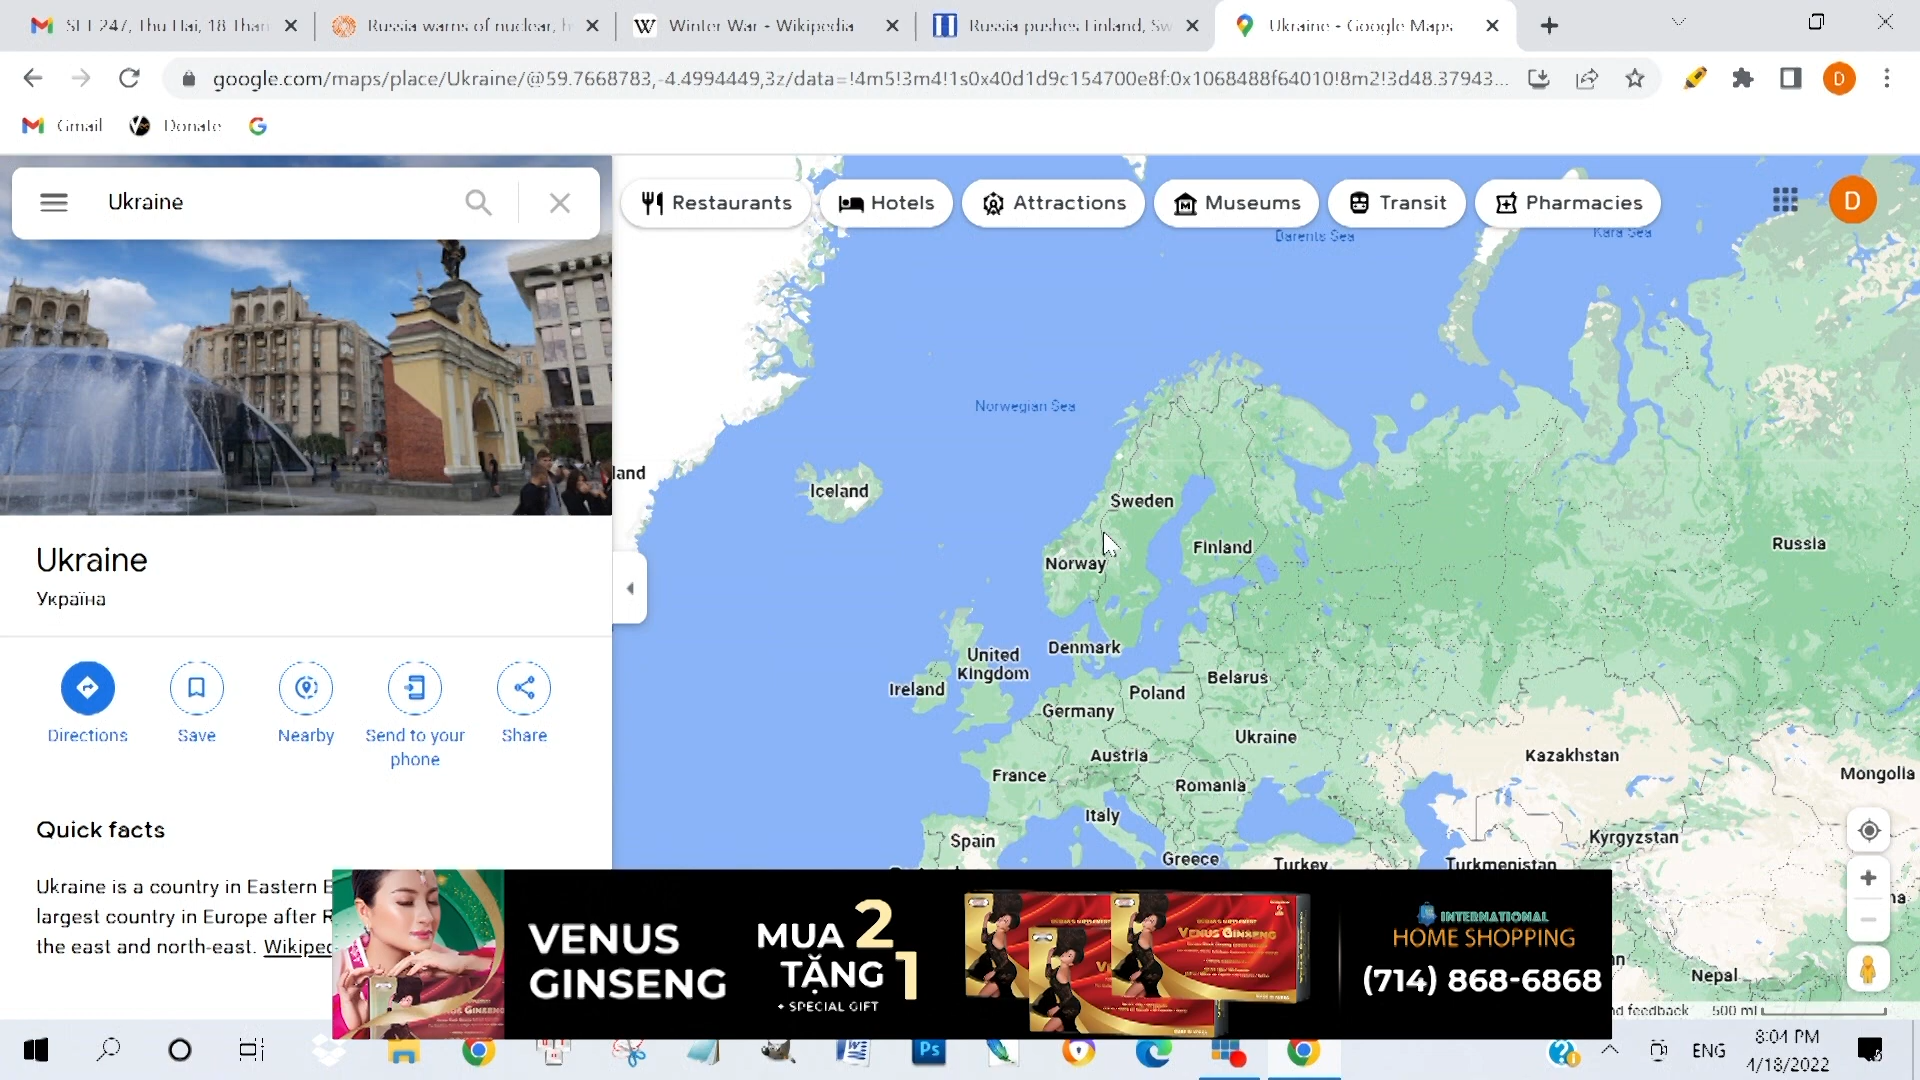 Russia warns of nuclear, h
Winter War - Wikipedia
Russia pushes Finland, Sw
Ukraine - Google Maps
google.com/maps/place/Ukraine/@59.7668783,-4.4994449,3z/data=!4m5!3m4!1s0x40d1d9c154700e8f:0x1068488f64010!8m2!3d48.37943...
D
Gmail
Donate
Ukraine
Restaurants
Hotels
Attractions
Museums
Transit
Pharmacies
D
Barents Sea
Kara Sea
Norwegian Sea
land
Iceland
Sweden
Finland
Norway
Russia
Denmark
United
Kingdom
Ireland
Belarus
Poland
Germany
Ukraine
Austria
France
Romania
Kazakhstan
Mongolia
Italy
Spain
Greece
Turkey
Turkmenistan
Kyrgyzstan
Nepal
Ukraine
Україна
Directions
Save
Nearby
Send to your
phone
Share
Quick facts
Ukraine is a country in Eastern E
largest country in Europe after R
the east and north-east. Wikiped
VENUS
GINSENG
MUA 2
TẶNG 1
+ SPECIAL GIFT
VENUS GINSENG
INTERNATIONAL
HOME SHOPPING
(714) 868-6868
nd feedback
500 mi
Ps
ENG
8:04 PM
4/18/2022